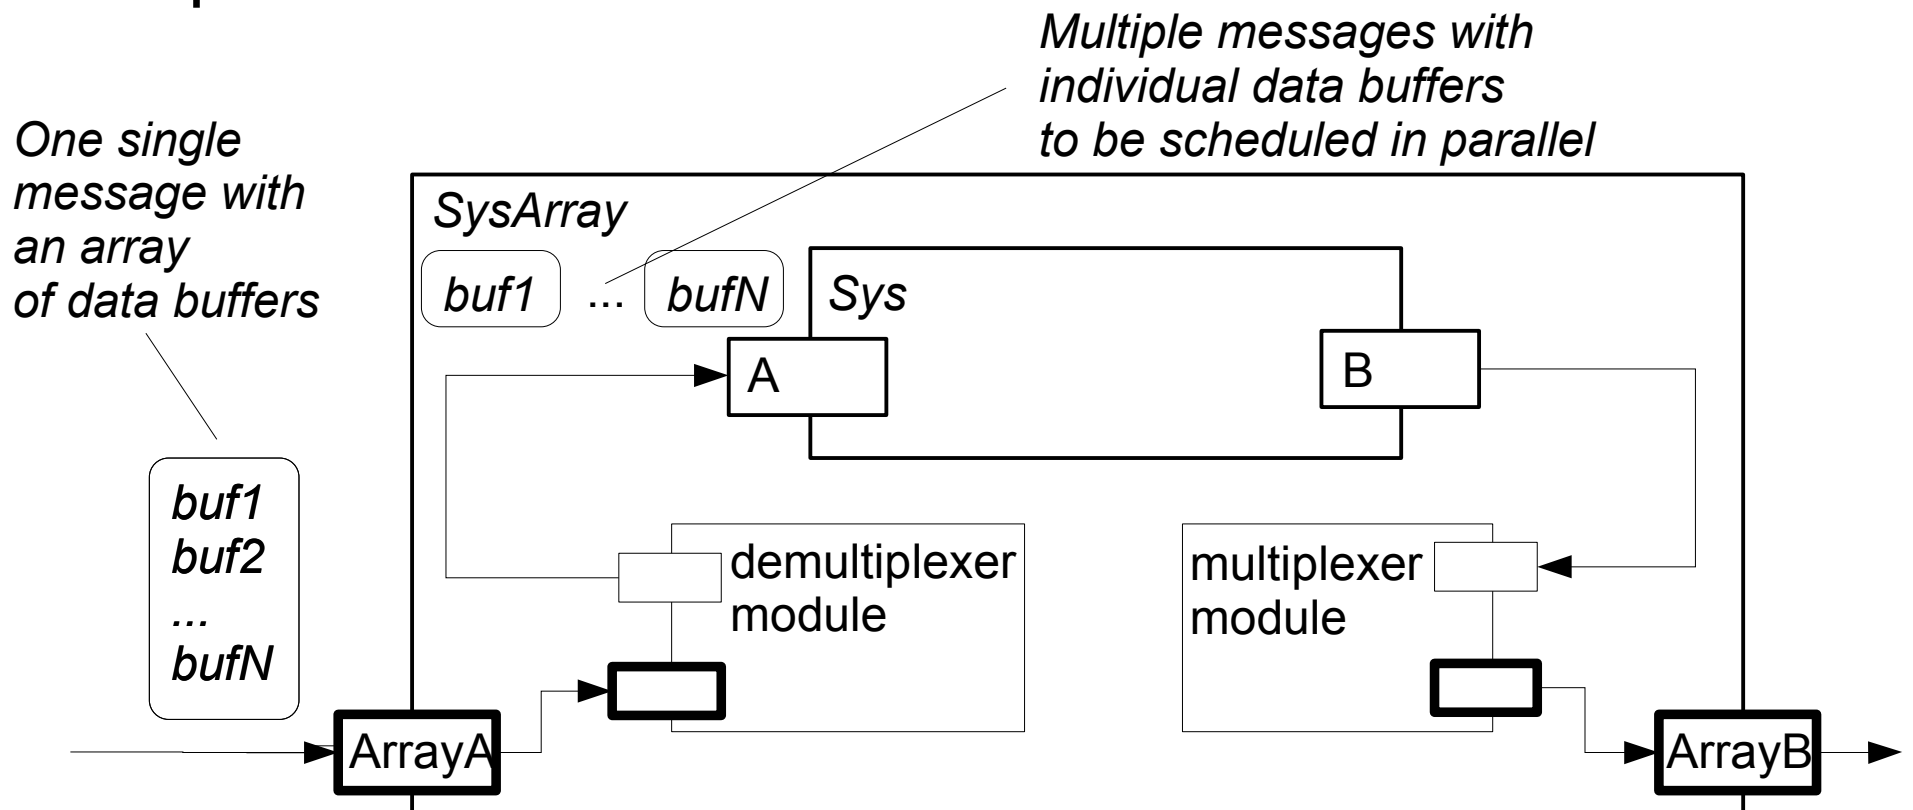 Multiple messages with
individual data buffers
to be scheduled in parallel
One single
message with
an array
of data buffers
SysArray
buf1 ... bufN
Sys
A
B
buf1
buf2
...
bufN
demultiplexer
module
multiplexer
module
ArrayA
ArrayB